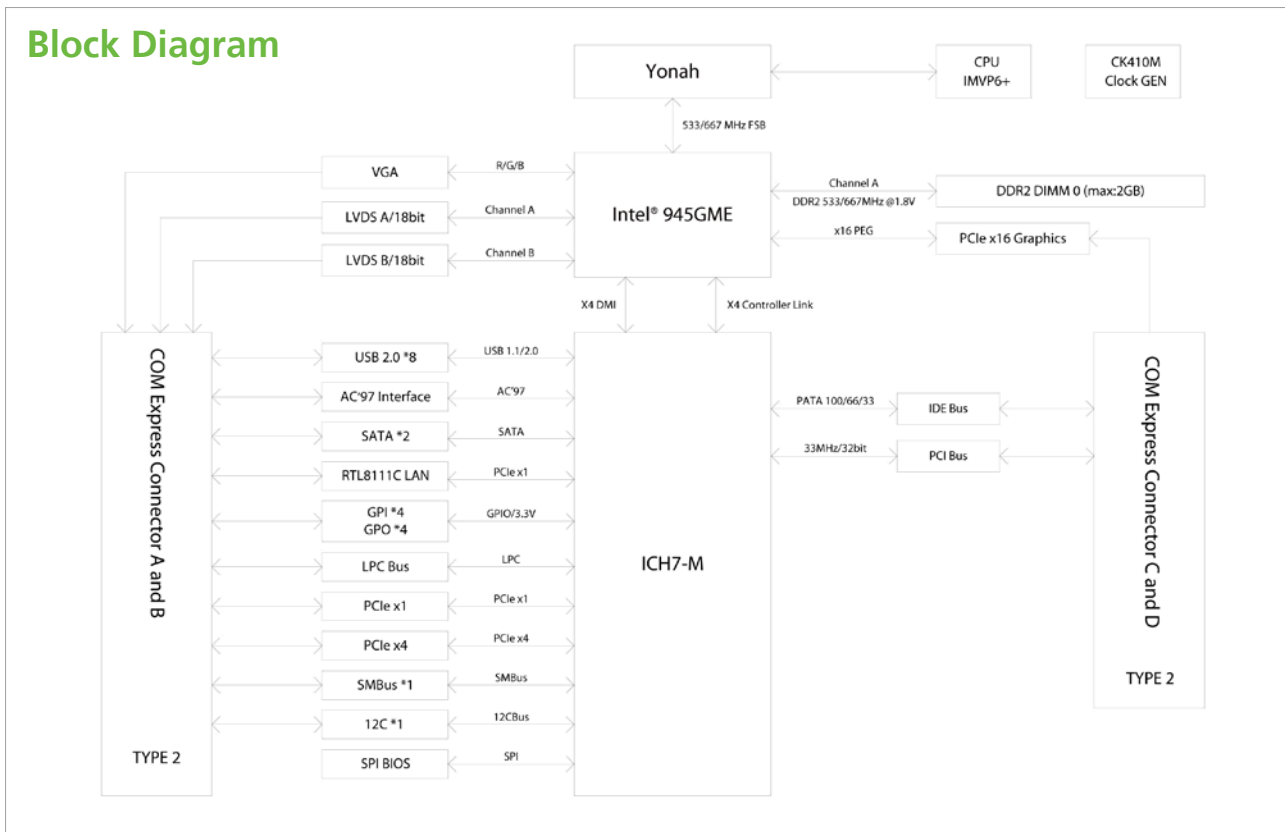 Block Diagram
Yonah
CPU
IMVP6+
CK410M
Clock GEN
533/667 MHz FSB
VGA
R/G/B
LVDS A/18bit
Channel A
LVDS B/18bit
Channel B
Intel® 945GME
Channel A
DDR2 533/667MHz @1.8V
DDR2 DIMM 0 (max:2GB)
x16 PEG
PCIe x16 Graphics
X4 DMI
X4 Controller Link
COM Express Connector A and B
TYPE 2
USB 2.0 *8
USB 1.1/2.0
AC'97 Interface
AC'97
SATA *2
SATA
RTL8111C LAN
PCIe x1
GPI *4
GPO *4
GPIO/3.3V
LPC Bus
LPC
PCIe x1
PCIe x1
PCIe x4
PCIe x4
SMBus *1
SMBus
12C *1
12CBus
SPI BIOS
SPI
ICH7-M
PATA 100/66/33
IDE Bus
33MHz/32bit
PCI Bus
COM Express Connector C and D
TYPE 2